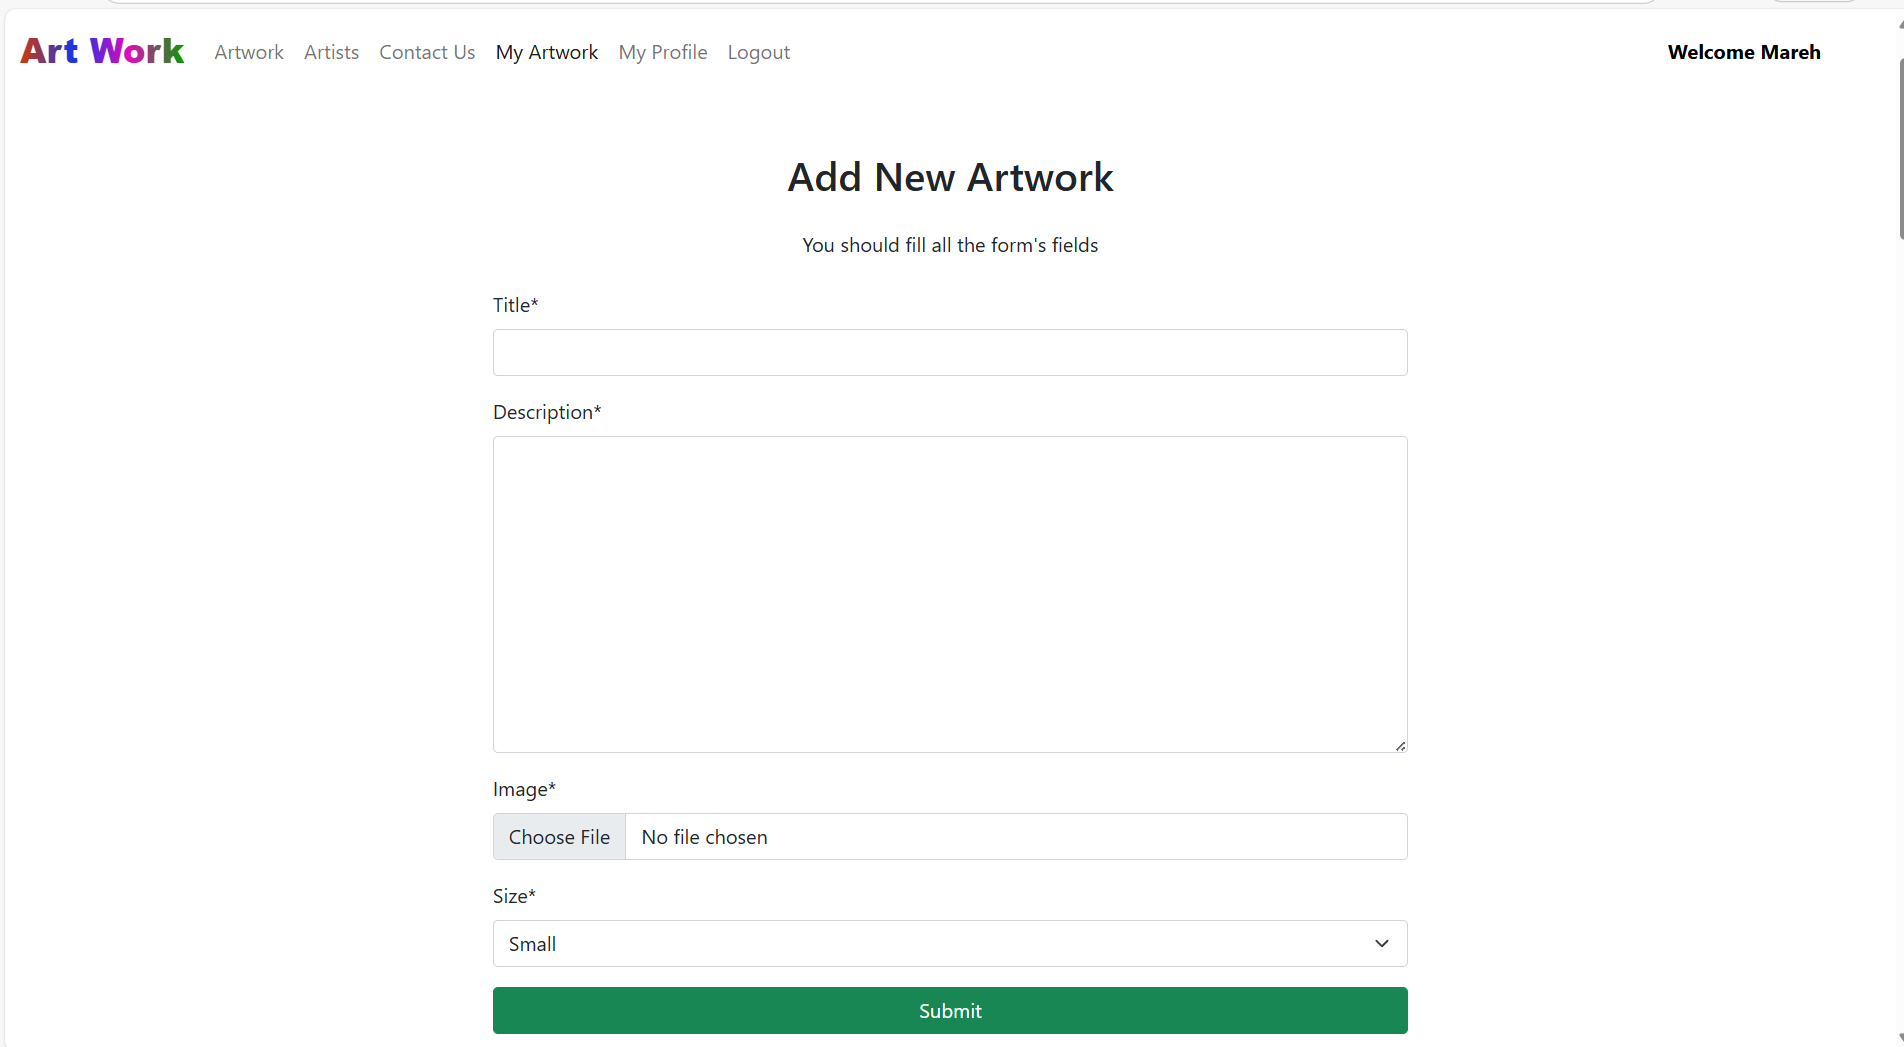 Art Work Artwork Artists Contact Us My Artwork My Profile Logout Welcome Mareh
Add New Artwork
You should fill all the form's fields
Title*
Description*
Image*
Choose File No file chosen
Size*
Small
Submit